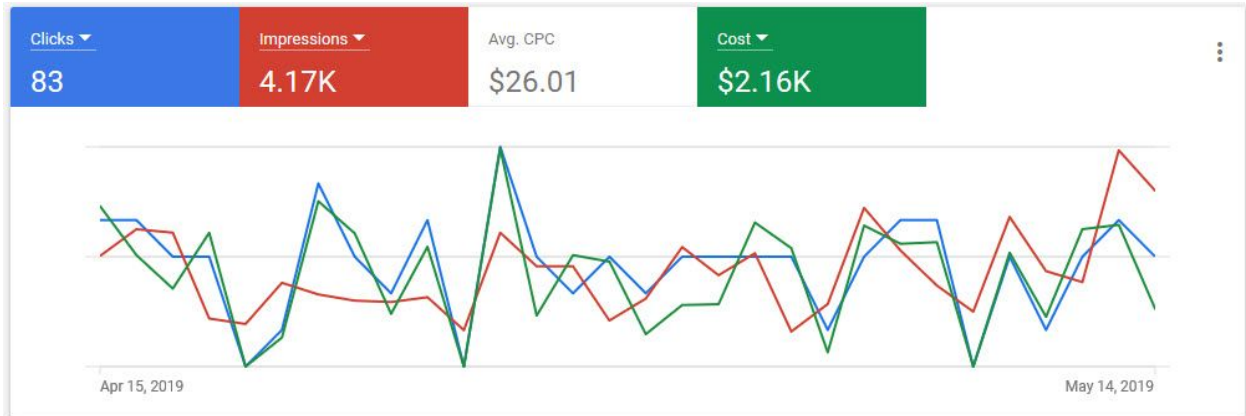 Clicks
83
Impressions
4.17K
Avg. CPC
$26.01
Cost
$2.16K
Apr 15, 2019
May 14, 2019